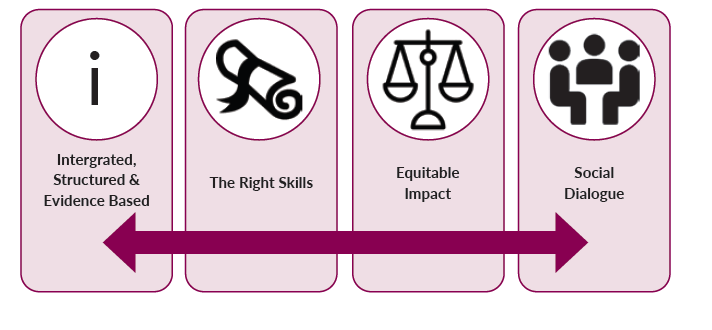 i
Intergrated,
Structured &
Evidence Based
The Right Skills
Equitable
Impact
Social
Dialogue